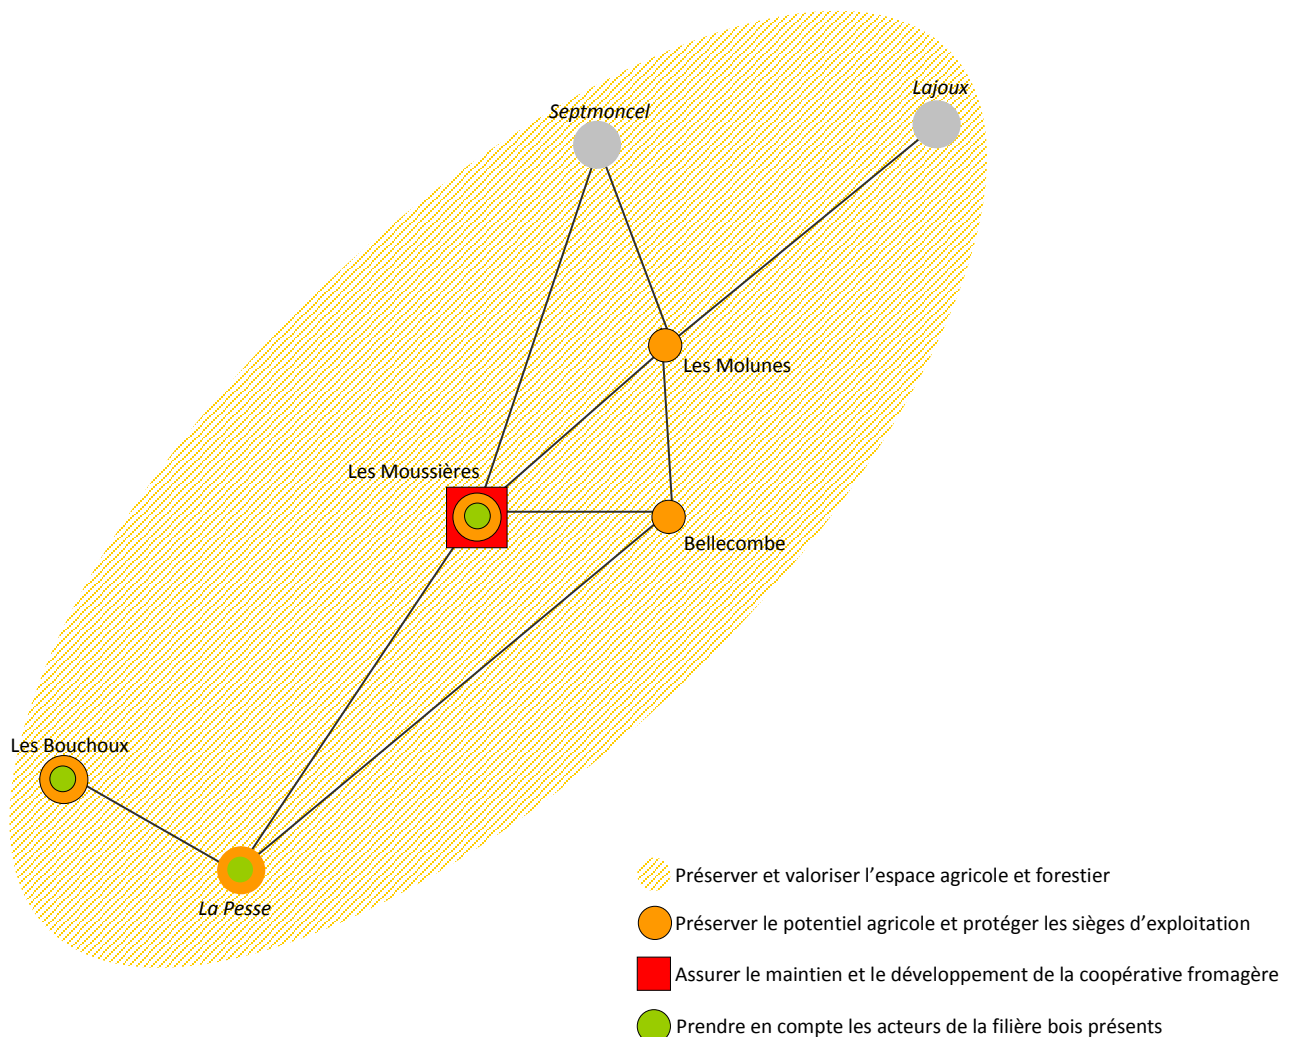 Lajoux
Septmoncel
Les Molunes
Les Moussières
Bellecombe
Les Bouchoux
La Pesse
Préserver et valoriser l’espace agricole et forestier
Préserver le potentiel agricole et protéger les sièges d’exploitation
Assurer le maintien et le développement de la coopérative fromagère
Prendre en compte les acteurs de la filière bois présents